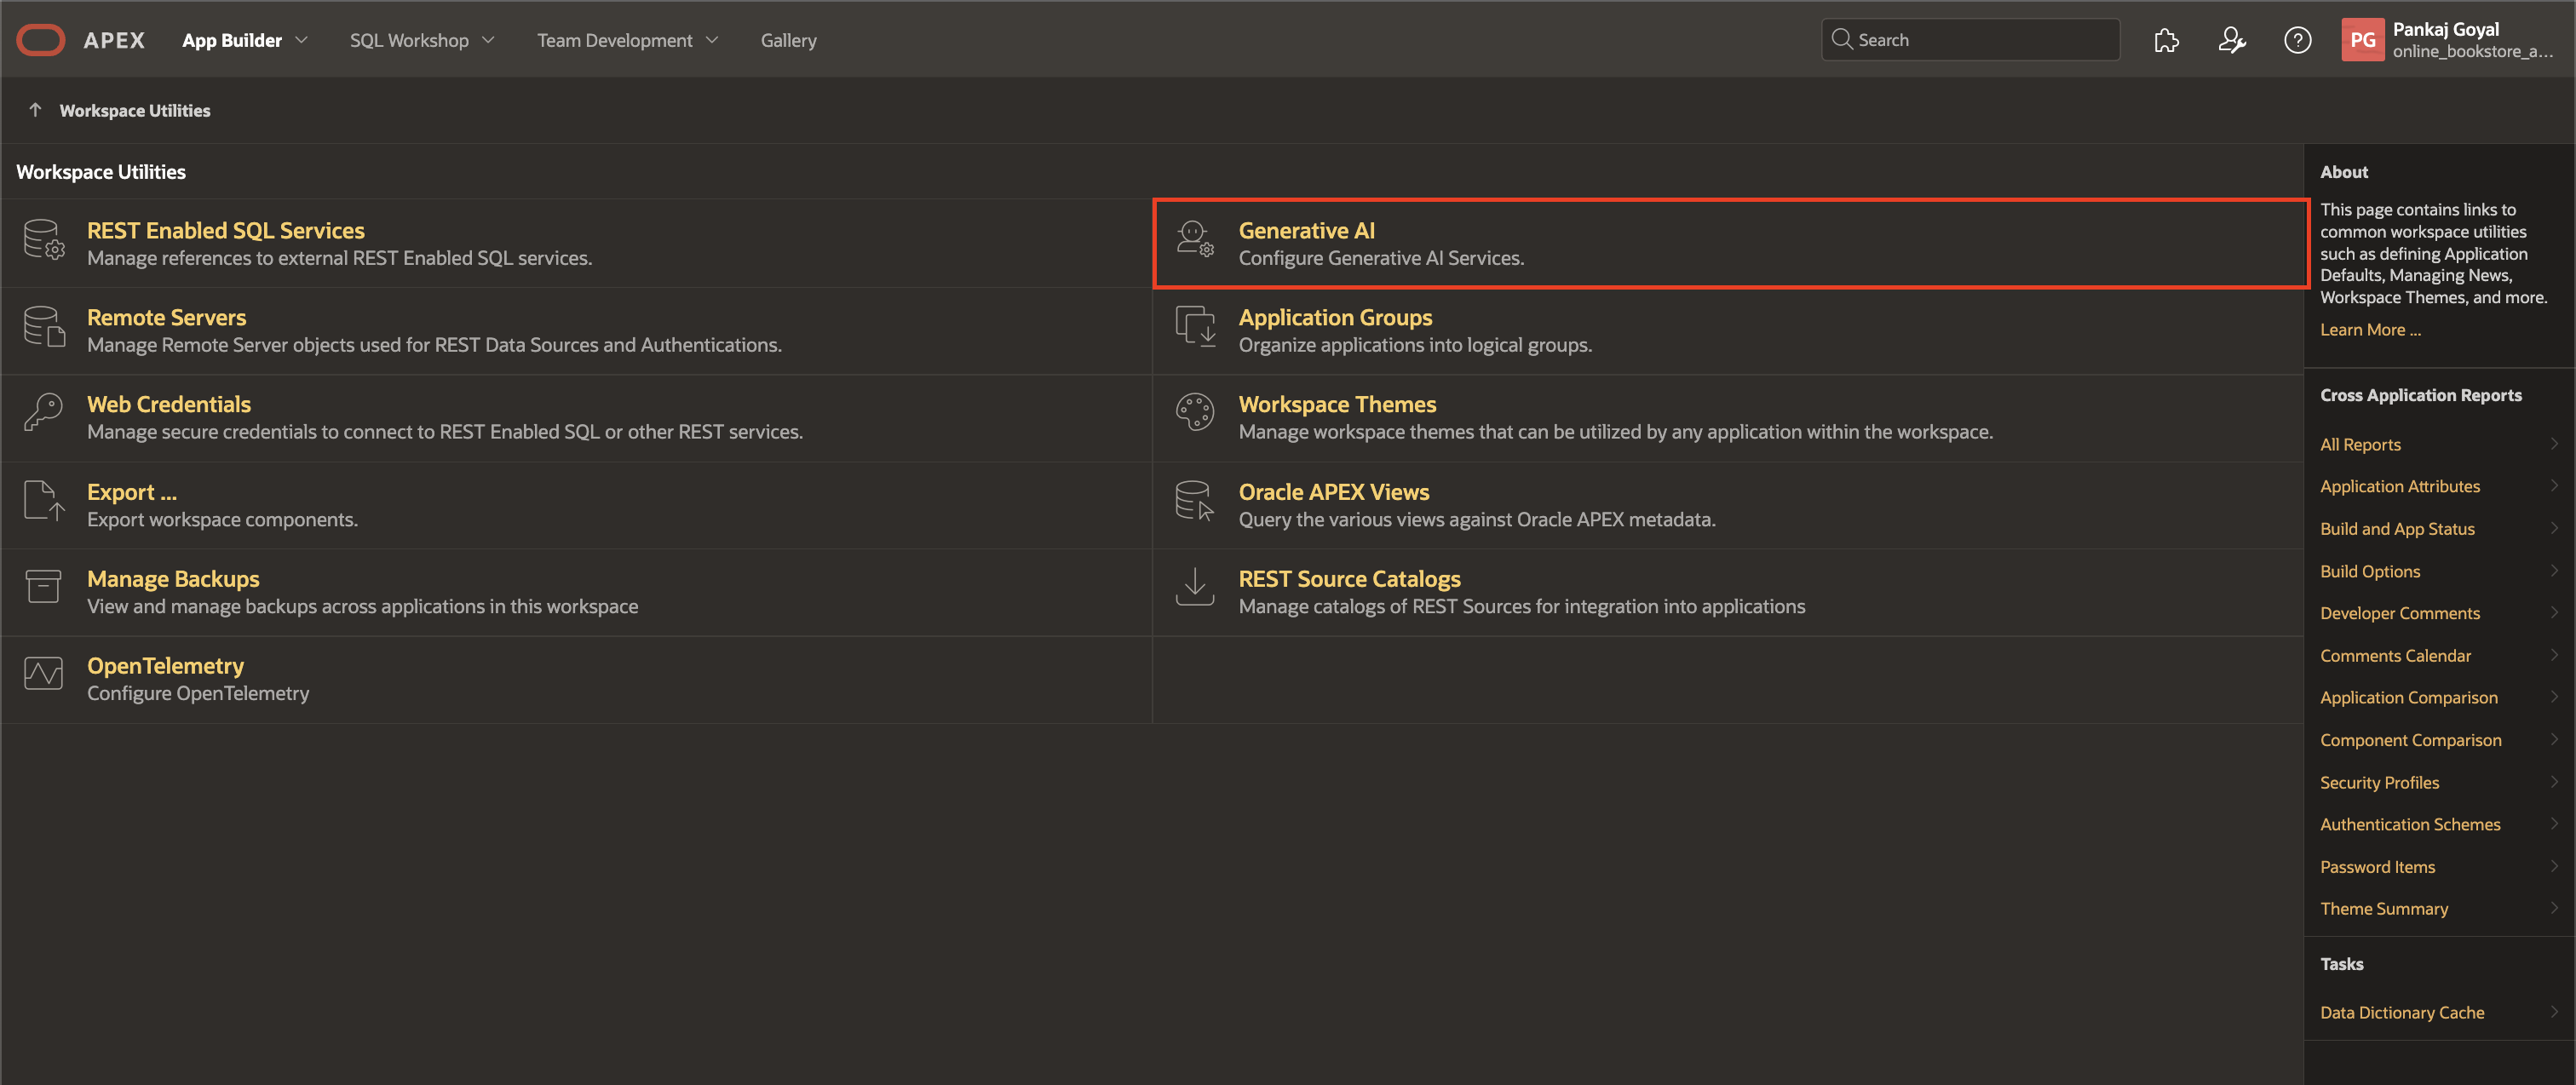 APEX App Builder SQL Workshop Team Development Gallery Search PG Pankaj Goyal
online_bookstore_a...
Workspace Utilities
Workspace Utilities
REST Enabled SQL Services
Manage references to external REST Enabled SQL services.
Generative AI
Configure Generative AI Services.
Remote Servers
Manage Remote Server objects used for REST Data Sources and Authentications.
Application Groups
Organize applications into logical groups.
Web Credentials
Manage secure credentials to connect to REST Enabled SQL or other REST services.
Workspace Themes
Manage workspace themes that can be utilized by any application within the workspace.
Export ...
Export workspace components.
Oracle APEX Views
Query the various views against Oracle APEX metadata.
Manage Backups
View and manage backups across applications in this workspace
REST Source Catalogs
Manage catalogs of REST Sources for integration into applications
OpenTelemetry
Configure OpenTelemetry
About
This page contains links to
common workspace utilities
such as defining Application
Defaults, Managing News,
Workspace Themes, and more.
Learn More ...
Cross Application Reports
All Reports
Application Attributes
Build and App Status
Build Options
Developer Comments
Comments Calendar
Application Comparison
Component Comparison
Security Profiles
Authentication Schemes
Password Items
Theme Summary
Tasks
Data Dictionary Cache